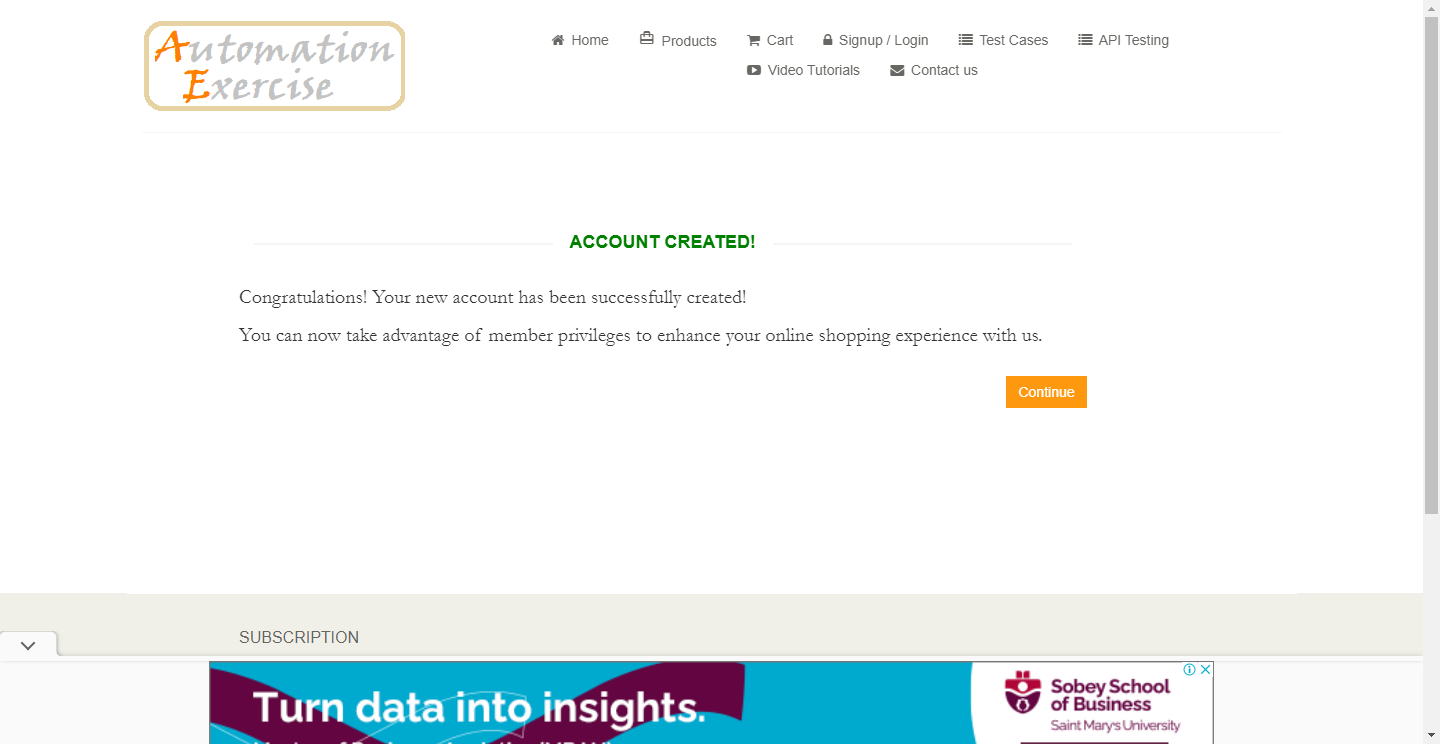 Automation
Exercise
Home
Products
Cart
Signup / Login
Test Cases
API Testing
Video Tutorials
Contact us
ACCOUNT CREATED!
Congratulations! Your new account has been successfully created!
You can now take advantage of member privileges to enhance your online shopping experience with us.
Continue
SUBSCRIPTION
Turn data into insights.
Sobey School
of Business
Saint Mary's University